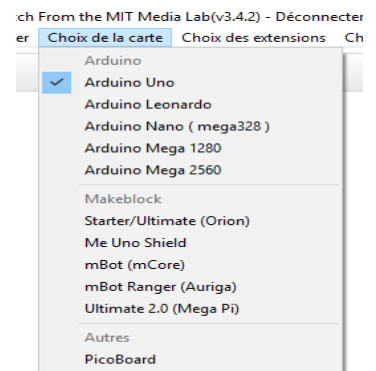 ch From the MIT Media Lab(v3.4.2) - Déconnecter
er Choix de la carte Choix des extensions Ch
Arduino
Arduino Uno
Arduino Leonardo
Arduino Nano ( mega328 )
Arduino Mega 1280
Arduino Mega 2560
Makeblock
Starter/Ultimate (Orion)
Me Uno Shield
mBot (mCore)
mBot Ranger (Auriga)
Ultimate 2.0 (Mega Pi)
Autres
PicoBoard